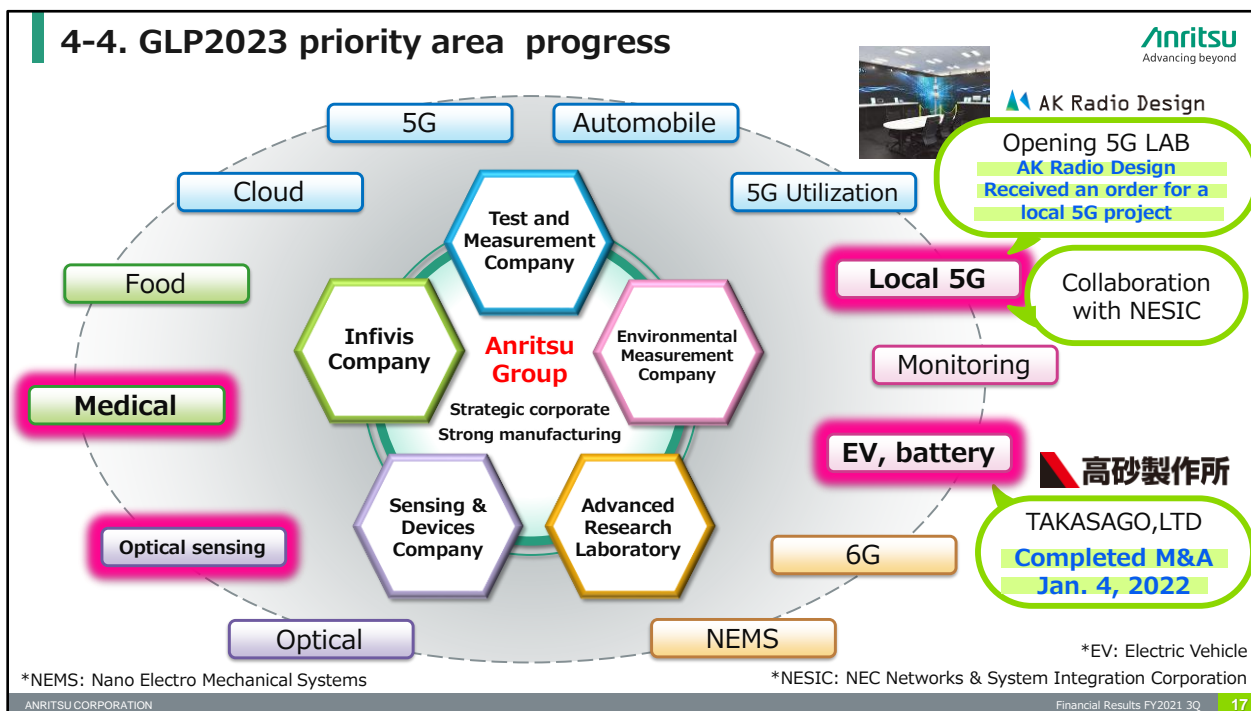 4-4. GLP2023 priority area progress
Anritsu
Advancing beyond
AK Radio Design
Opening 5G LAB
AK Radio Design
Received an order for a
local 5G project
5G
Automobile
Cloud
5G Utilization
Food
Local 5G
Collaboration
with NESIC
Medical
Monitoring
Optical sensing
EV, battery
高砂製作所
TAKASAGO,LTD
Completed M&A
Jan. 4, 2022
6G
Optical
NEMS
Test and
Measurement
Company
Infivis
Company
Environmental
Measurement
Company
Anritsu
Group
Strategic corporate
Strong manufacturing
Sensing &
Devices
Company
Advanced
Research
Laboratory
*EV: Electric Vehicle
*NEMS: Nano Electro Mechanical Systems
*NESIC: NEC Networks & System Integration Corporation
ANRITSU CORPORATION
Financial Results FY2021 3Q
17